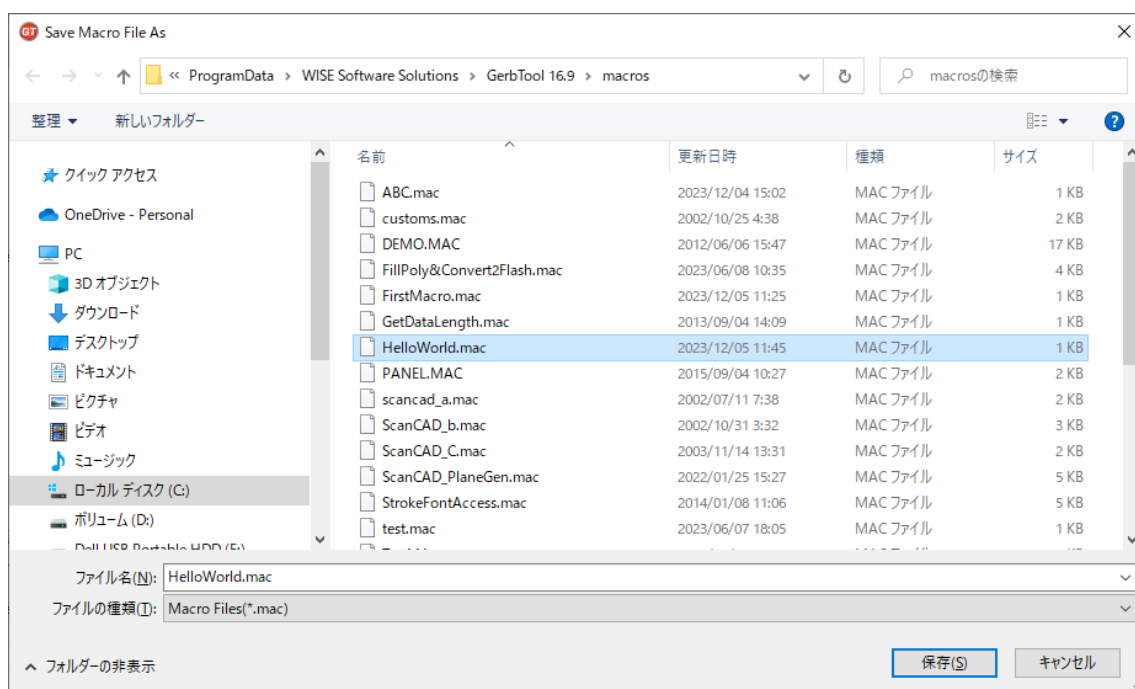 GT Save Macro File As
« ProgramData › WISE Software Solutions › GerbTool 16.9 › macros macrosの検索
整理 新しいフォルダー ?
名前 更新日時 種類 サイズ
クイック アクセス
OneDrive - Personal
PC
3D オブジェクト
ダウンロード
デスクトップ
ドキュメント
ピクチャ
ビデオ
ミュージック
ローカル ディスク (C:)
ボリューム (D:)
Dell USB Portable HDD (F:)
ABC.mac 2023/12/04 15:02 MAC ファイル 1 KB
customs.mac 2002/10/25 4:38 MAC ファイル 2 KB
DEMO.MAC 2012/06/06 15:47 MAC ファイル 17 KB
FillPoly&Convert2Flash.mac 2023/06/08 10:35 MAC ファイル 4 KB
FirstMacro.mac 2023/12/05 11:25 MAC ファイル 1 KB
GetDataLength.mac 2013/09/04 14:09 MAC ファイル 1 KB
HelloWorld.mac 2023/12/05 11:45 MAC ファイル 1 KB
PANEL.MAC 2015/09/04 10:27 MAC ファイル 2 KB
scancad_a.mac 2002/07/11 7:38 MAC ファイル 2 KB
ScanCAD_b.mac 2002/10/31 3:32 MAC ファイル 3 KB
ScanCAD_C.mac 2003/11/14 13:31 MAC ファイル 2 KB
ScanCAD_PlaneGen.mac 2022/01/25 15:27 MAC ファイル 5 KB
StrokeFontAccess.mac 2014/01/08 11:06 MAC ファイル 5 KB
test.mac 2023/06/07 18:05 MAC ファイル 1 KB
ファイル名(N): HelloWorld.mac
ファイルの種類(T): Macro Files(*.mac)
フォルダーの非表示 保存(S) キャンセル